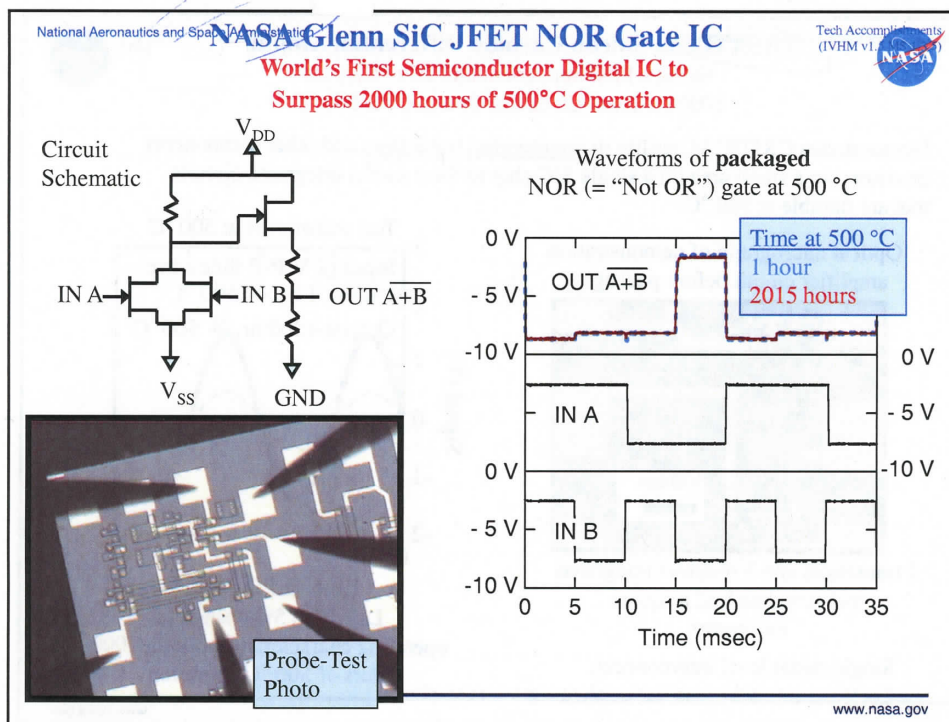 National Aeronautics and Space Administration
NASA Glenn SiC JFET NOR Gate IC
Tech Accomplishments
(IVHM v1.
NASA
World's First Semiconductor Digital IC to
Surpass 2000 hours of 500°C Operation
Circuit
Schematic
V_DD
IN A
IN B
OUT A̅+̅B̅
V_SS
GND
Probe-Test
Photo
Waveforms of packaged
NOR (= "Not OR") gate at 500 °C
Time at 500 °C
1 hour
2015 hours
0 V
OUT A̅+̅B̅
- 5 V
-10 V
0 V
IN A
- 5 V
-10 V
0 V
IN B
-5 V
-10 V
0 5 10 15 20 25 30 35
Time (msec)
www.nasa.gov